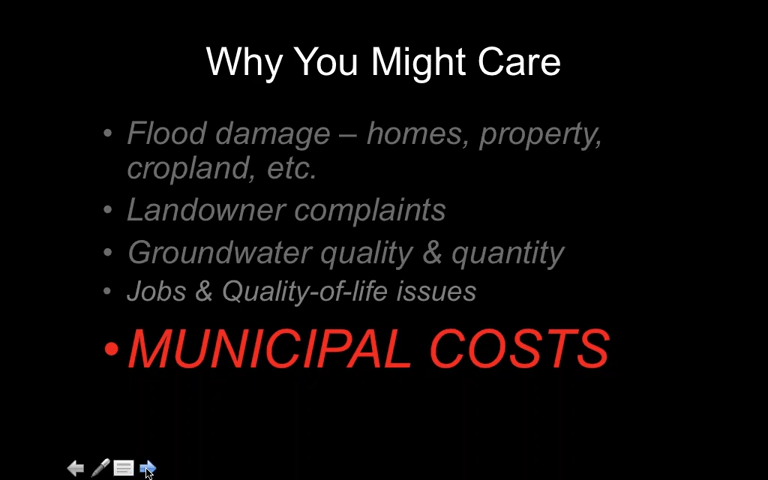 Why You Might Care
• Flood damage – homes, property,
cropland, etc.
• Landowner complaints
• Groundwater quality & quantity
• Jobs & Quality-of-life issues
• MUNICIPAL COSTS